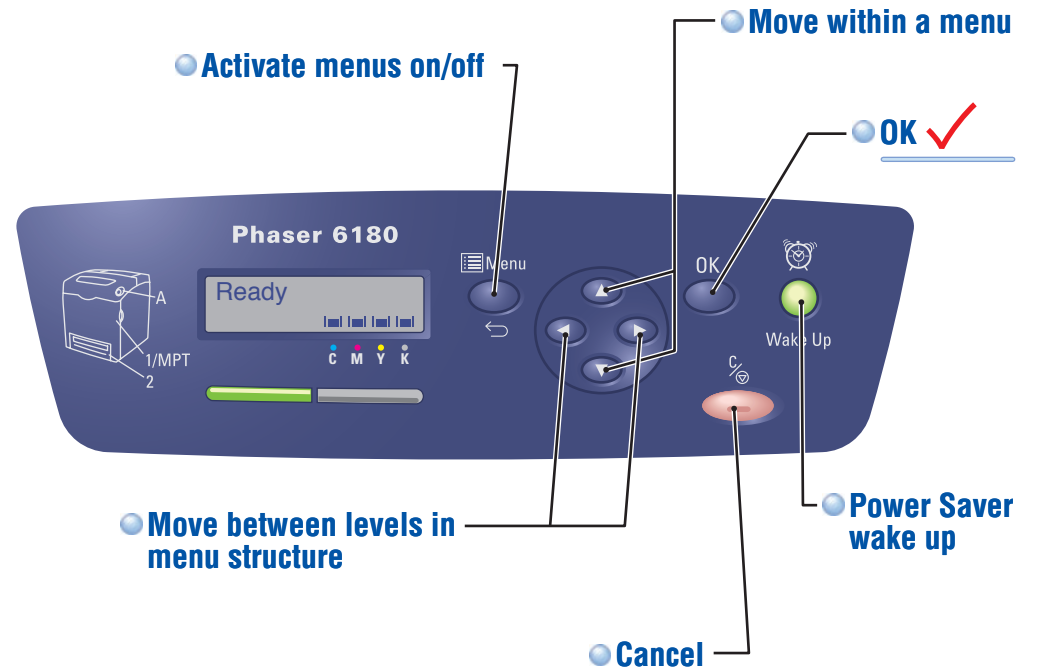 Move within a menu
Activate menus on/off
OK
Phaser 6180
Menu
OK
Ready
A
1/MPT
2
C M Y K
Wake Up
C/
Move between levels in
menu structure
Power Saver
wake up
Cancel